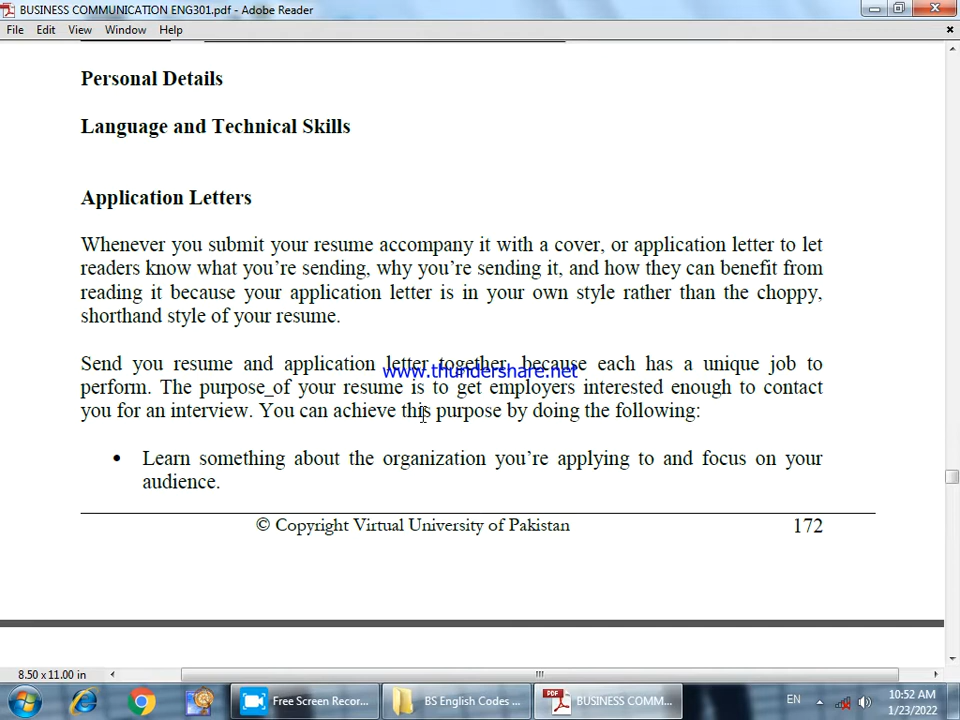 BUSINESS COMMUNICATION ENG301.pdf - Adobe Reader
File Edit View Window Help
Personal Details
Language and Technical Skills
Application Letters
Whenever you submit your resume accompany it with a cover, or application letter to let
readers know what you're sending, why you're sending it, and how they can benefit from
reading it because your application letter is in your own style rather than the choppy,
shorthand style of your resume.
Send you resume and application letter together, because each has a unique job to
www.thundershare.net
perform. The purpose_of your resume is to get employers interested enough to contact
you for an interview. You can achieve this purpose by doing the following:
• Learn something about the organization you're applying to and focus on your
audience.
© Copyright Virtual University of Pakistan 172
8.50 x 11.00 in
Free Screen Recor... BS English Codes ... BUSINESS COMM... EN 10:52 AM
1/23/2022